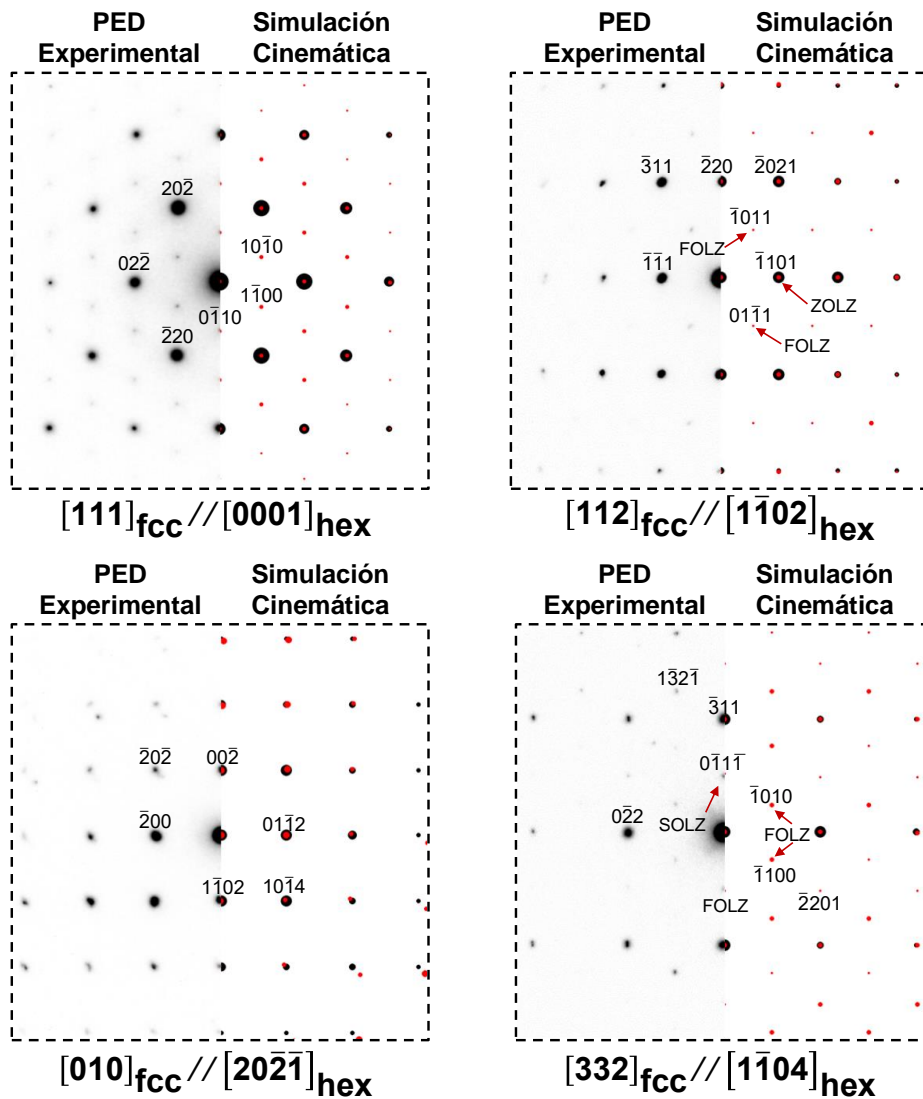 PED Experimental
Simulación Cinemática
202̅
101̅0
022̅
11̅00
01̅10
2̅20
[111]fcc // [0001]hex
PED Experimental
Simulación Cinemática
3̅11
2̅20
2̅021
1̅011
FOLZ
1̅1̅1
1̅101
ZOLZ
011̅1
FOLZ
[112]fcc // [11̅02]hex
PED Experimental
Simulación Cinemática
2̅02̅
002̅
2̅00
011̅2
11̅02
101̅4
[010]fcc // [202̅1̅]hex
PED Experimental
Simulación Cinemática
13̅21̅
3̅11
01̅11̅
1̅010
02̅2
SOLZ
FOLZ
1̅100
FOLZ
2̅201
[332]fcc // [11̅04]hex